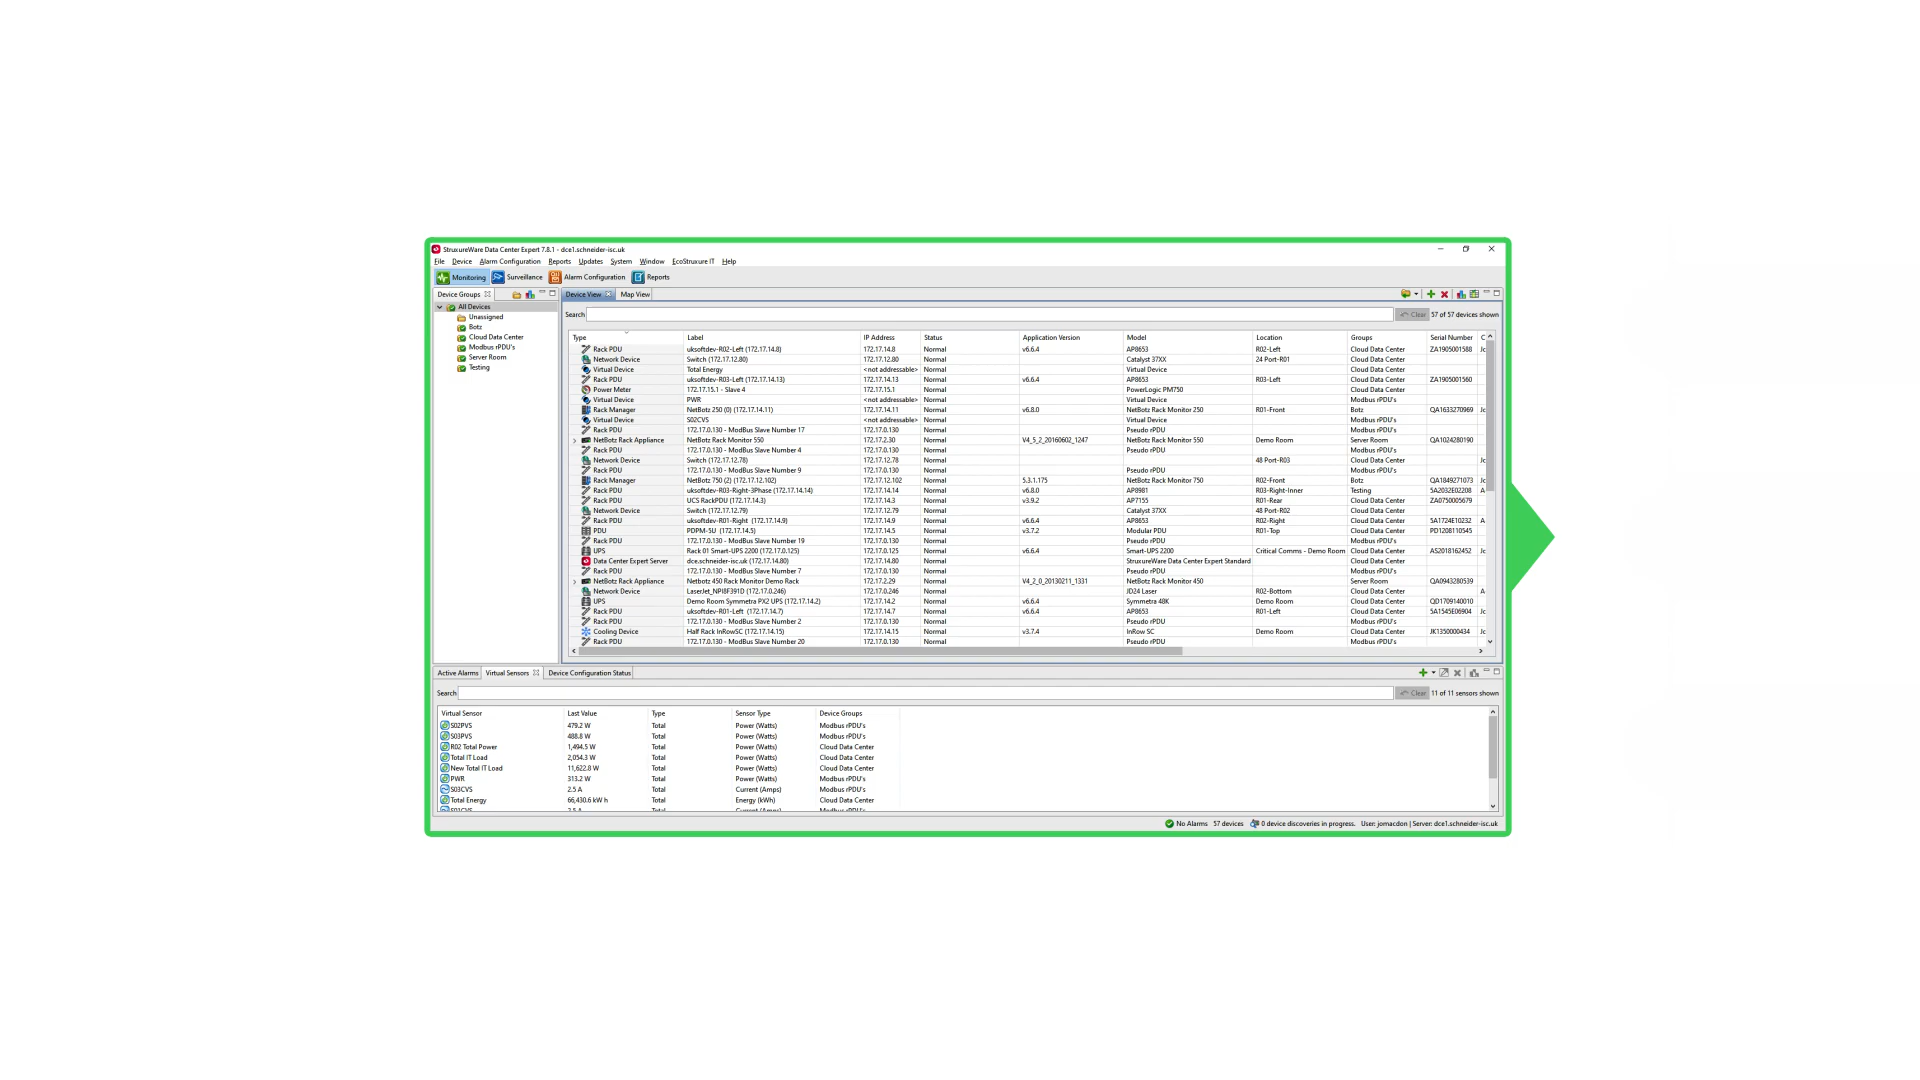 StruxureWare Data Center Expert 7.8.1 - dce1.schneider-isc.uk
File Device Alarm Configuration Reports Updates System Window EcoStruxure IT Help
Monitoring Surveillance Alarm Configuration Reports
Device Groups
All Devices
Unassigned
Botz
Cloud Data Center
Modbus rPDU's
Server Room
Testing
Device View Map View
Search Clear 57 of 57 devices shown
Type Label IP Address Status Application Version Model Location Groups Serial Number C
Rack PDU uksoftdev-R02-Left (172.17.14.8) 172.17.14.8 Normal v6.6.4 AP8653 R02-Left Cloud Data Center ZA1905001588 Jc
Network Device Switch (172.17.12.80) 172.17.12.80 Normal Catalyst 37XX 24 Port-R01 Cloud Data Center
Virtual Device Total Energy <not addressable> Normal Virtual Device Cloud Data Center
Rack PDU uksoftdev-R03-Left (172.17.14.13) 172.17.14.13 Normal v6.6.4 AP8653 R03-Left Cloud Data Center ZA1905001560
Power Meter 172.17.15.1 - Slave 4 172.17.15.1 Normal PowerLogic PM750 Cloud Data Center
Virtual Device PWR <not addressable> Normal Virtual Device Modbus rPDU's
Rack Manager NetBotz 250 (0) (172.17.14.11) 172.17.14.11 Normal v6.8.0 NetBotz Rack Monitor 250 R01-Front Botz QA1633270969 Jc
Virtual Device S02CVS <not addressable> Normal Virtual Device Modbus rPDU's
Rack PDU 172.17.0.130 - ModBus Slave Number 17 172.17.0.130 Normal Pseudo rPDU Modbus rPDU's
NetBotz Rack Appliance NetBotz Rack Monitor 550 172.17.2.30 Normal V4_5_2_20160602_1247 NetBotz Rack Monitor 550 Demo Room Server Room QA1024280190
Rack PDU 172.17.0.130 - ModBus Slave Number 4 172.17.0.130 Normal Pseudo rPDU Modbus rPDU's
Network Device Switch (172.17.12.78) 172.17.12.78 Normal 48 Port-R03 Cloud Data Center Jc
Rack PDU 172.17.0.130 - ModBus Slave Number 9 172.17.0.130 Normal Pseudo rPDU Modbus rPDU's
Rack Manager NetBotz 750 (2) (172.17.12.102) 172.17.12.102 Normal 5.3.1.175 NetBotz Rack Monitor 750 R02-Front Botz QA1849271073 Jc
Rack PDU uksoftdev-R03-Right-3Phase (172.17.14.14) 172.17.14.14 Normal v6.8.0 AP8981 R03-Right-Inner Testing 5A2032E02208 A
Rack PDU UCS RackPDU (172.17.14.3) 172.17.14.3 Normal v3.9.2 AP7155 R01-Rear Cloud Data Center ZA0750005679
Network Device Switch (172.17.12.79) 172.17.12.79 Normal Catalyst 37XX 48 Port-R02 Cloud Data Center
Rack PDU uksoftdev-R01-Right (172.17.14.9) 172.17.14.9 Normal v6.6.4 AP8653 R02-Right Cloud Data Center 5A1724E10232 A
PDU PDPM-5U (172.17.14.5) 172.17.14.5 Normal v3.7.2 Modular PDU R01-Top Cloud Data Center PD1208110545
Rack PDU 172.17.0.130 - ModBus Slave Number 19 172.17.0.130 Normal Pseudo rPDU Modbus rPDU's
UPS Rack 01 Smart-UPS 2200 (172.17.0.125) 172.17.0.125 Normal v6.6.4 Smart-UPS 2200 Critical Comms - Demo Room Cloud Data Center AS2018162452 Jc
Data Center Expert Server dce.schneider-isc.uk (172.17.14.80) 172.17.14.80 Normal StruxureWare Data Center Expert Standard Cloud Data Center
Rack PDU 172.17.0.130 - ModBus Slave Number 7 172.17.0.130 Normal Pseudo rPDU Modbus rPDU's
NetBotz Rack Appliance Netbotz 450 Rack Monitor Demo Rack 172.17.2.29 Normal V4_2_0_20130211_1331 NetBotz Rack Monitor 450 Server Room QA0943280539
Network Device LaserJet_NPI8F391D (172.17.0.246) 172.17.0.246 Normal JD24 Laser R02-Bottom Cloud Data Center A
UPS Demo Room Symmetra PX2 UPS (172.17.14.2) 172.17.14.2 Normal v6.6.4 Symmetra 48K Demo Room Cloud Data Center QD1709140010
Rack PDU uksoftdev-R01-Left (172.17.14.7) 172.17.14.7 Normal v6.6.4 AP8653 R01-Left Cloud Data Center 5A1545E06904 Jc
Rack PDU 172.17.0.130 - ModBus Slave Number 2 172.17.0.130 Normal Pseudo rPDU Modbus rPDU's
Cooling Device Half Rack InRowSC (172.17.14.15) 172.17.14.15 Normal v3.7.4 InRow SC Demo Room Cloud Data Center JK1350000434 Jc
Rack PDU 172.17.0.130 - ModBus Slave Number 20 172.17.0.130 Normal Pseudo rPDU Modbus rPDU's
Active Alarms Virtual Sensors Device Configuration Status
Search Clear 11 of 11 sensors shown
Virtual Sensor Last Value Type Sensor Type Device Groups
S02PVS 479.2 W Total Power (Watts) Modbus rPDU's
S03PVS 488.8 W Total Power (Watts) Modbus rPDU's
R02 Total Power 1,494.5 W Total Power (Watts) Cloud Data Center
Total IT Load 2,054.3 W Total Power (Watts) Cloud Data Center
New Total IT Load 11,622.8 W Total Power (Watts) Cloud Data Center
PWR 313.2 W Total Power (Watts) Modbus rPDU's
S03CVS 2.5 A Total Current (Amps) Modbus rPDU's
Total Energy 66,430.6 kW h Total Energy (kWh) Cloud Data Center
S01CVS 2.5 A Total Current (Amps) Modbus rPDU's
No Alarms 57 devices 0 device discoveries in progress. User: jomacdon | Server: dce1.schneider-isc.uk